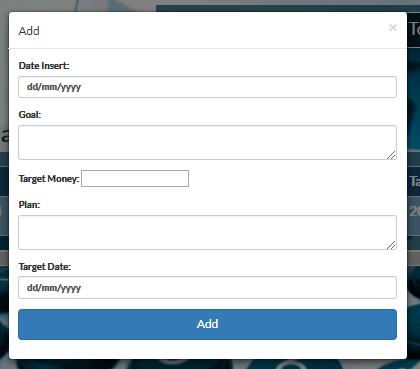 Add
×
Date Insert:
dd/mm/yyyy
Goal:
Target Money:
Plan:
Target Date:
dd/mm/yyyy
Add